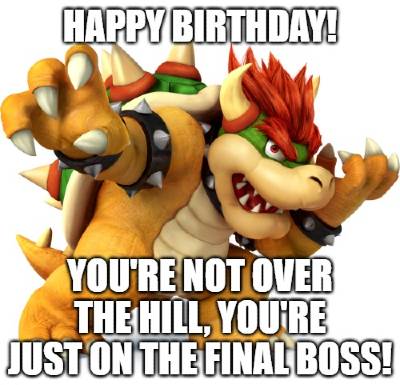 HAPPY BIRTHDAY!
YOU'RE NOT OVER
THE HILL, YOU'RE
JUST ON THE FINAL BOSS!